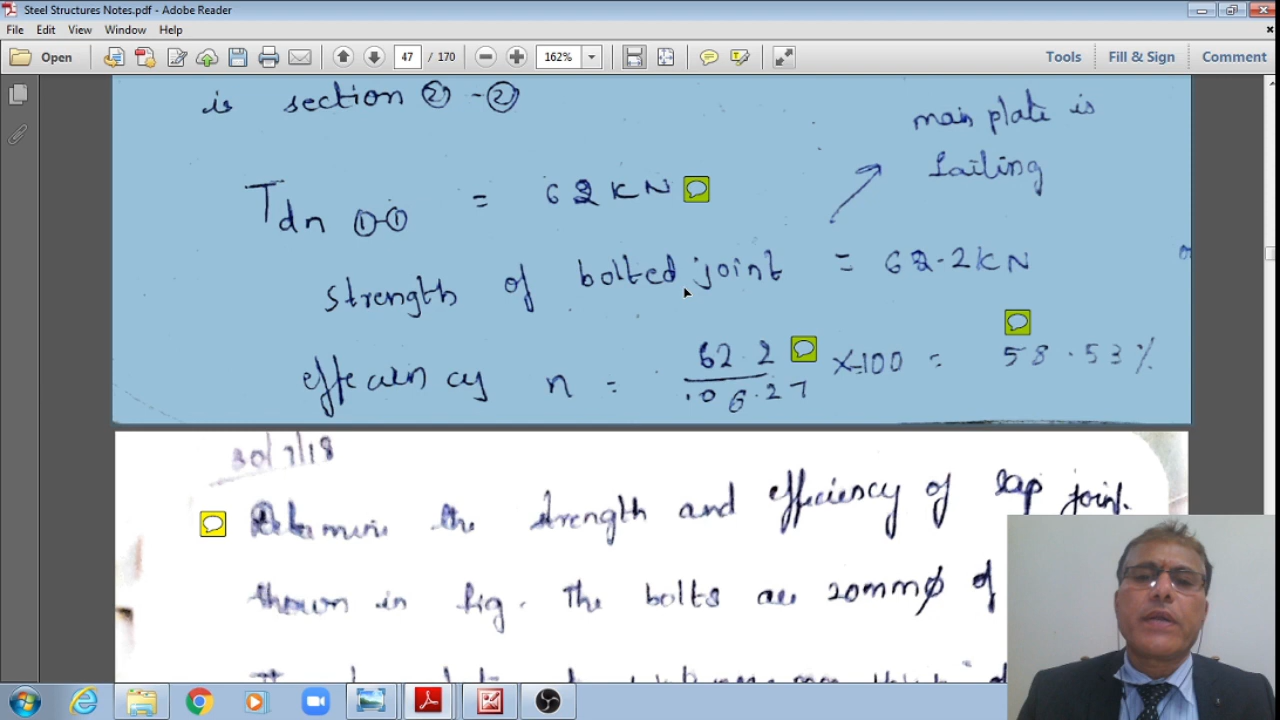 Steel Structures Notes.pdf - Adobe Reader
File Edit View Window Help
Open 47 / 170 162% Tools Fill & Sign Comment
is section ② - ②
main plate is
failing
Tdn ①-① = 62 KN
strength of bolted joint = 62.2 KN
n = 62.2 / 106.27 X100 = 58.53 %
30/7/18
Determine the strength and efficiency of lap joint.
shown in fig. The bolts are 20mmϕ of